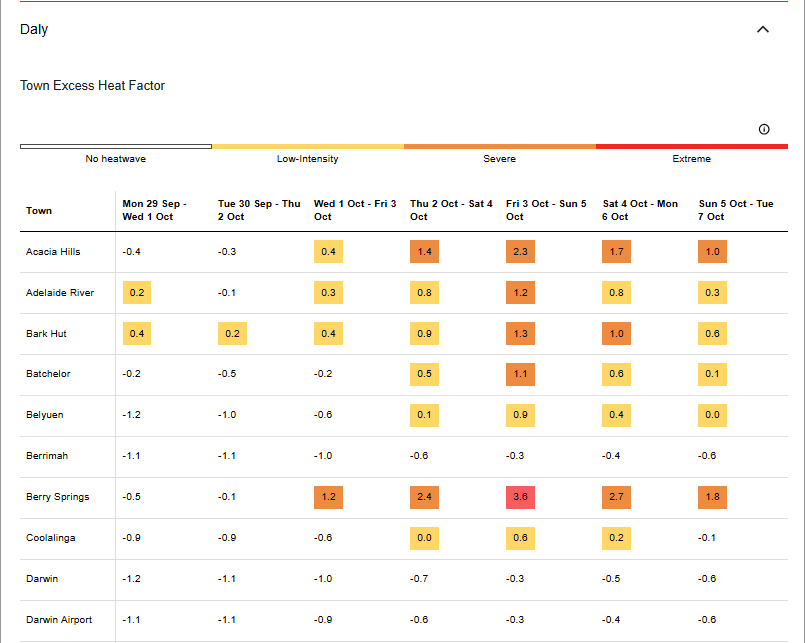 Daly
Town Excess Heat Factor
No heatwave Low-Intensity Severe Extreme
Town Mon 29 Sep - Wed 1 Oct Tue 30 Sep - Thu 2 Oct Wed 1 Oct - Fri 3 Oct Thu 2 Oct - Sat 4 Oct Fri 3 Oct - Sun 5 Oct Sat 4 Oct - Mon 6 Oct Sun 5 Oct - Tue 7 Oct
Acacia Hills -0.4 -0.3 0.4 1.4 2.3 1.7 1.0
Adelaide River 0.2 -0.1 0.3 0.8 1.2 0.8 0.3
Bark Hut 0.4 0.2 0.4 0.9 1.3 1.0 0.6
Batchelor -0.2 -0.5 -0.2 0.5 1.1 0.6 0.1
Belyuen -1.2 -1.0 -0.6 0.1 0.9 0.4 0.0
Berrimah -1.1 -1.1 -1.0 -0.6 -0.3 -0.4 -0.6
Berry Springs -0.5 -0.1 1.2 2.4 3.6 2.7 1.8
Coolalinga -0.9 -0.9 -0.6 0.0 0.6 0.2 -0.1
Darwin -1.2 -1.1 -1.0 -0.7 -0.3 -0.5 -0.6
Darwin Airport -1.1 -1.1 -0.9 -0.6 -0.3 -0.4 -0.6